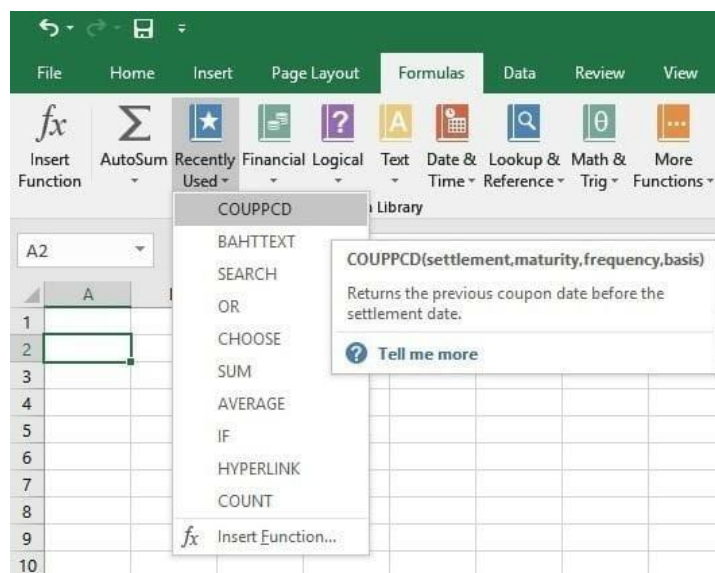 File Home Insert Page Layout Formulas Data Review View
fx Σ ? A θ
Insert Function AutoSum Recently Used Financial Logical Text Date & Time Lookup & Reference Math & Trig More Functions
Library
A2
COUPPCD
BAHTTEXT
SEARCH
OR
CHOOSE
SUM
AVERAGE
IF
HYPERLINK
COUNT
fx Insert Function...
COUPPCD(settlement,maturity,frequency,basis)
Returns the previous coupon date before the
settlement date.
? Tell me more
A
1
2
3
4
5
6
7
8
9
10